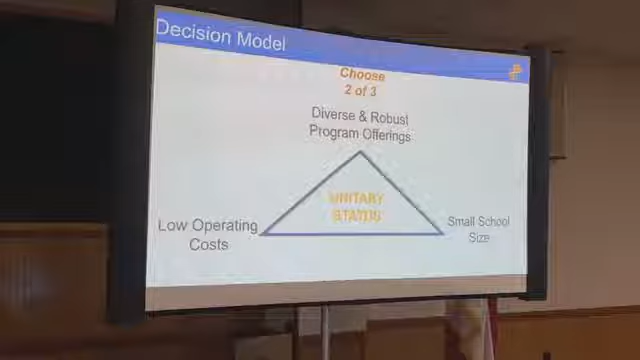 Decision Model
Choose
2 of 3
Diverse & Robust
Program Offerings
UNITARY
STATUS
Low Operating
Costs
Small School
Size